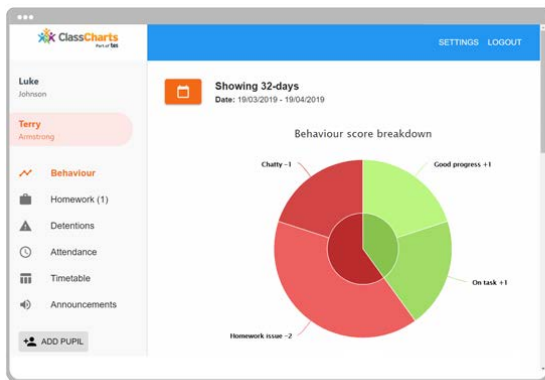 ClassCharts
Part of tes
SETTINGS LOGOUT
Luke
Johnson
Terry
Armstrong
Behaviour
Homework (1)
Detentions
Attendance
Timetable
Announcements
ADD PUPIL
Showing 32-days
Date: 19/03/2019 - 19/04/2019
Behaviour score breakdown
Chatty -1
Good progress +1
On task +1
Homework issue -2